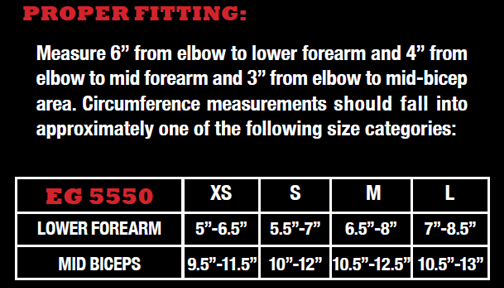 PROPER FITTING:
Measure 6” from elbow to lower forearm and 4” from
elbow to mid forearm and 3” from elbow to mid-bicep
area. Circumference measurements should fall into
approximately one of the following size categories:
EG 5550 XS S M L
LOWER FOREARM 5”-6.5” 5.5”-7” 6.5”-8” 7”-8.5”
MID BICEPS 9.5”-11.5” 10”-12” 10.5”-12.5” 10.5”-13”